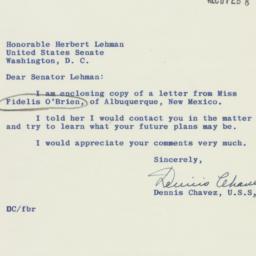 Honorable Herbert Lehman
United States Senate
Washington, D. C.
Dear Senator Lehman:
I am enclosing copy of a letter from Miss
Fidelis O'Brien, of Albuquerque, New Mexico.
I told her I would contact you in the matter
and try to learn what your future plans may be.
I would appreciate your comments very much.
Sincerely,
Dennis Chavez
Dennis Chavez, U.S.S.
DC/fbr